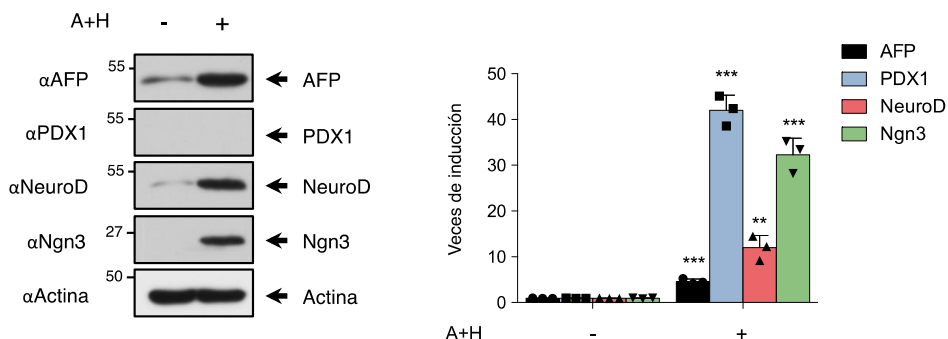 A+H - +
αAFP 55 AFP
αPDX1 55 PDX1
αNeuroD 55 NeuroD
αNgn3 27 Ngn3
αActina 50 Actina
AFP
PDX1
NeuroD
Ngn3
Veces de inducción
50
40
30
20
10
0
***
***
**
***
A+H - +